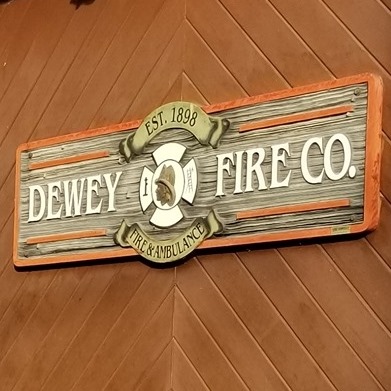 EST. 1898
DEWEY FIRE CO.
FIRE & AMBULANCE